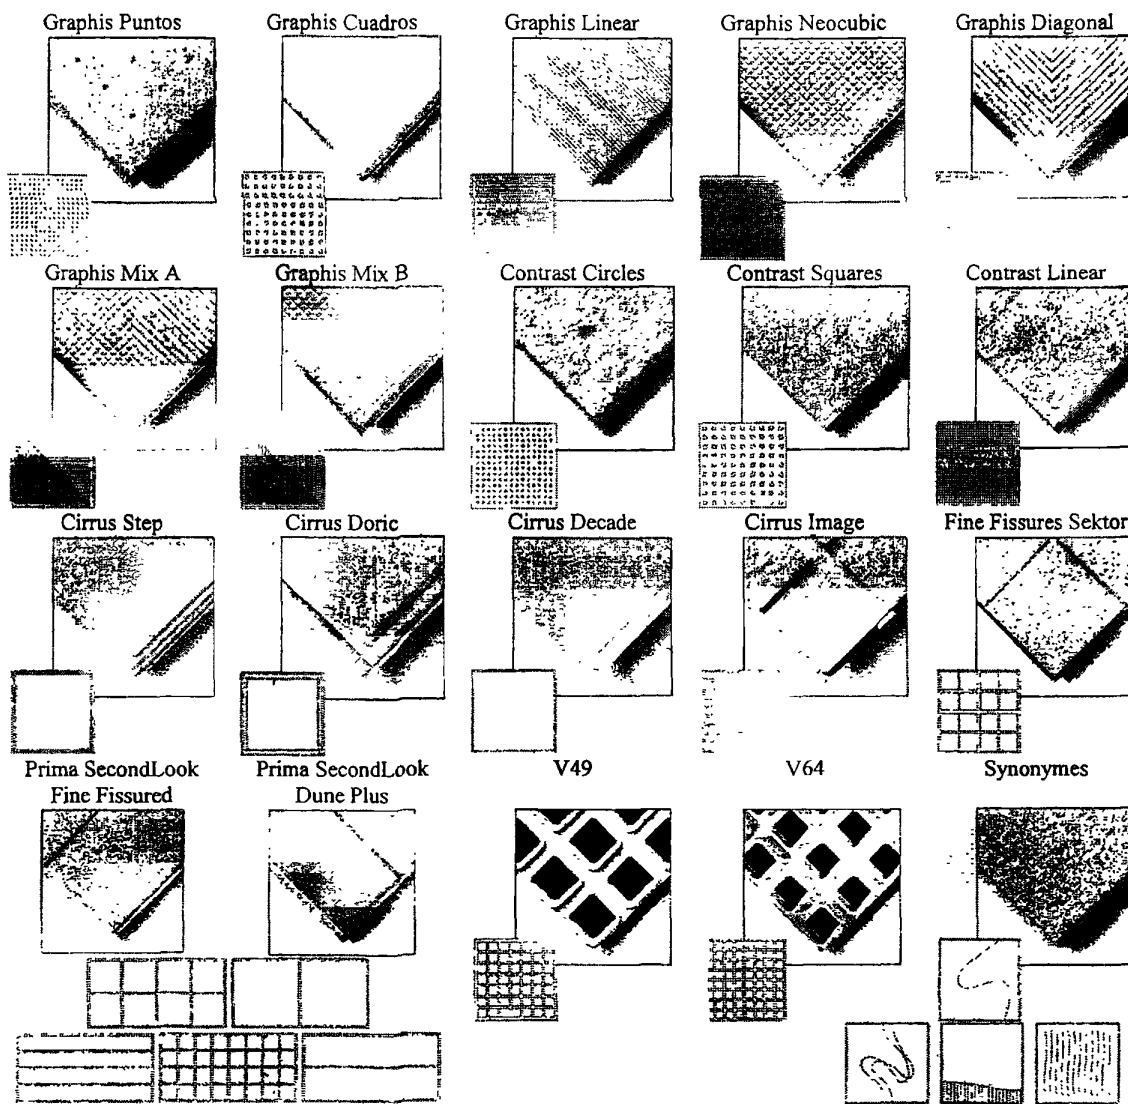 Graphis Puntos
Graphis Cuadros
Graphis Linear
Graphis Neocubic
Graphis Diagonal
Graphis Mix A
Graphis Mix B
Contrast Circles
Contrast Squares
Contrast Linear
Cirrus Step
Cirrus Doric
Cirrus Decade
Cirrus Image
Fine Fissures Sektor
Prima SecondLook
Fine Fissured
Prima SecondLook
Dune Plus
V49
V64
Synonymes